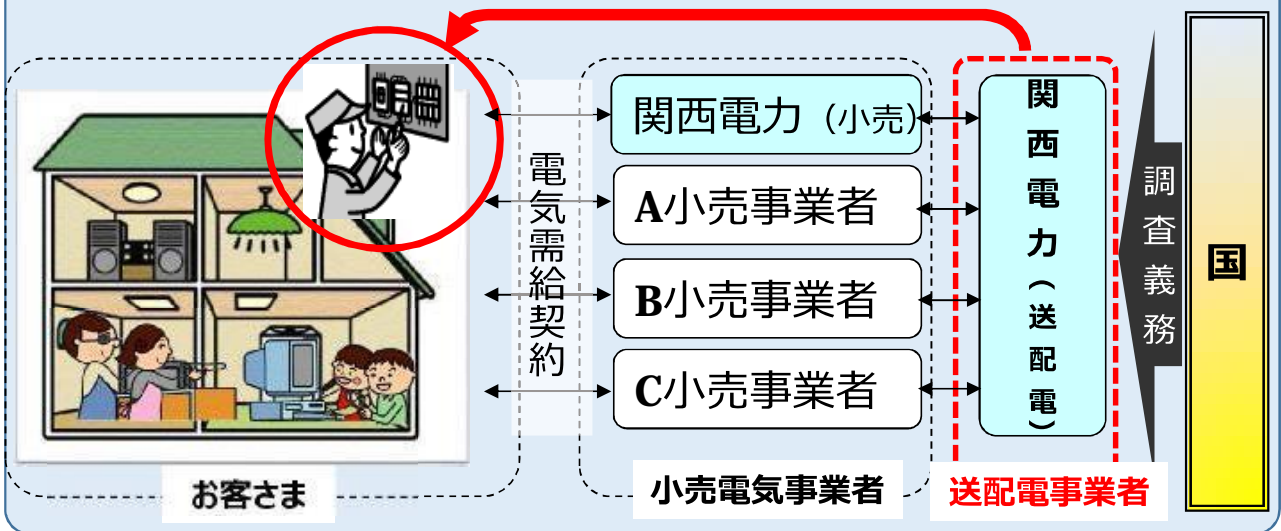 電気需給契約
関西電力（小売）
A小売事業者
B小売事業者
C小売事業者
関西電力（送配電）
調査義務
国
お客さま
小売電気事業者
送配電事業者